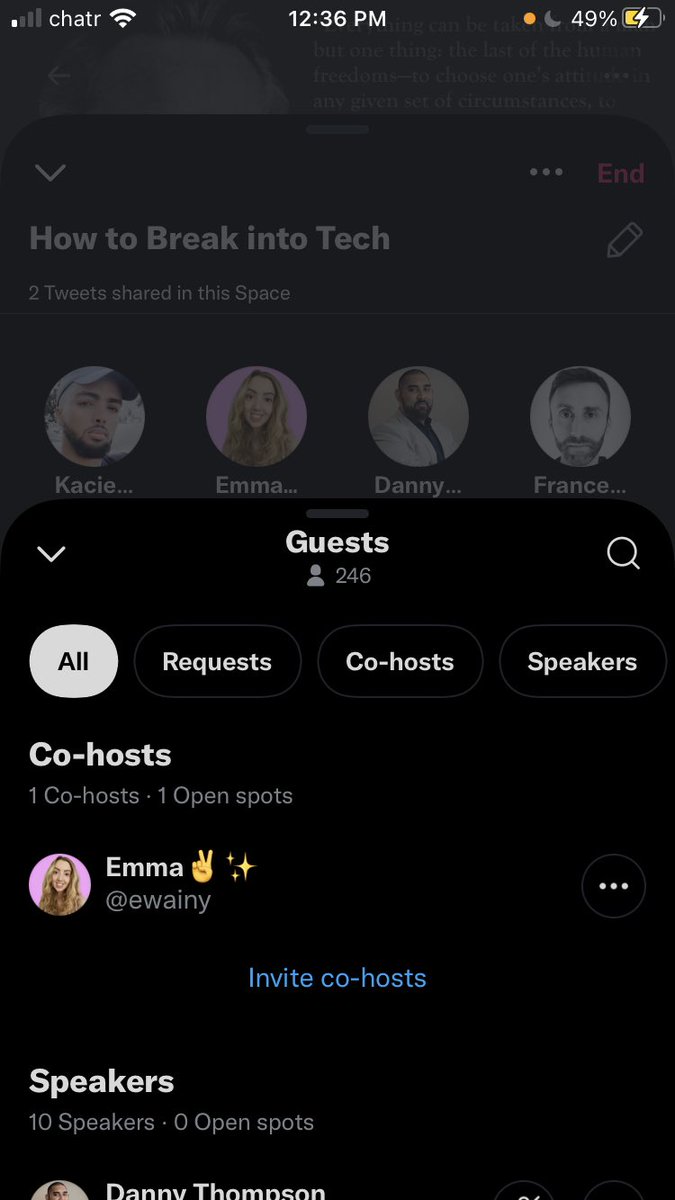 chatr 12:36 PM 49%
Everything can be taken
but one thing: the last of the human
freedoms—to choose one's attitude in
any given set of circumstances, to
End
How to Break into Tech
2 Tweets shared in this Space
Kacie... Emma... Danny... France...
Guests
246
All Requests Co-hosts Speakers
Co-hosts
1 Co-hosts · 1 Open spots
Emma✌️✨
@ewainy
Invite co-hosts
Speakers
10 Speakers · 0 Open spots
Danny Thompson